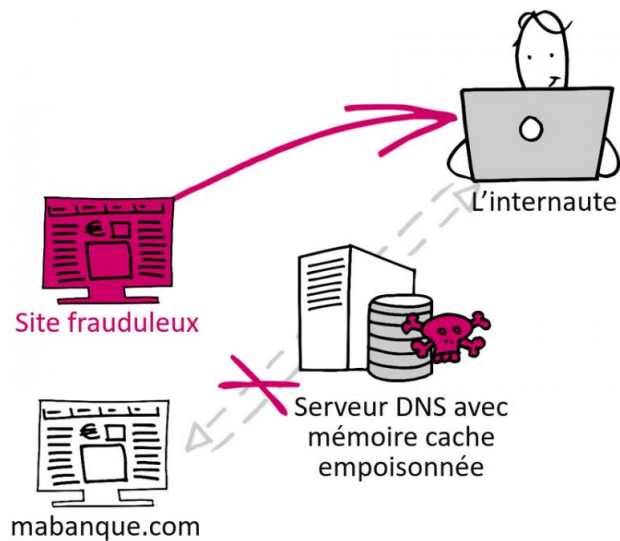 L'internaute
Site frauduleux
Serveur DNS avec
mémoire cache
empoisonnée
mabanque.com